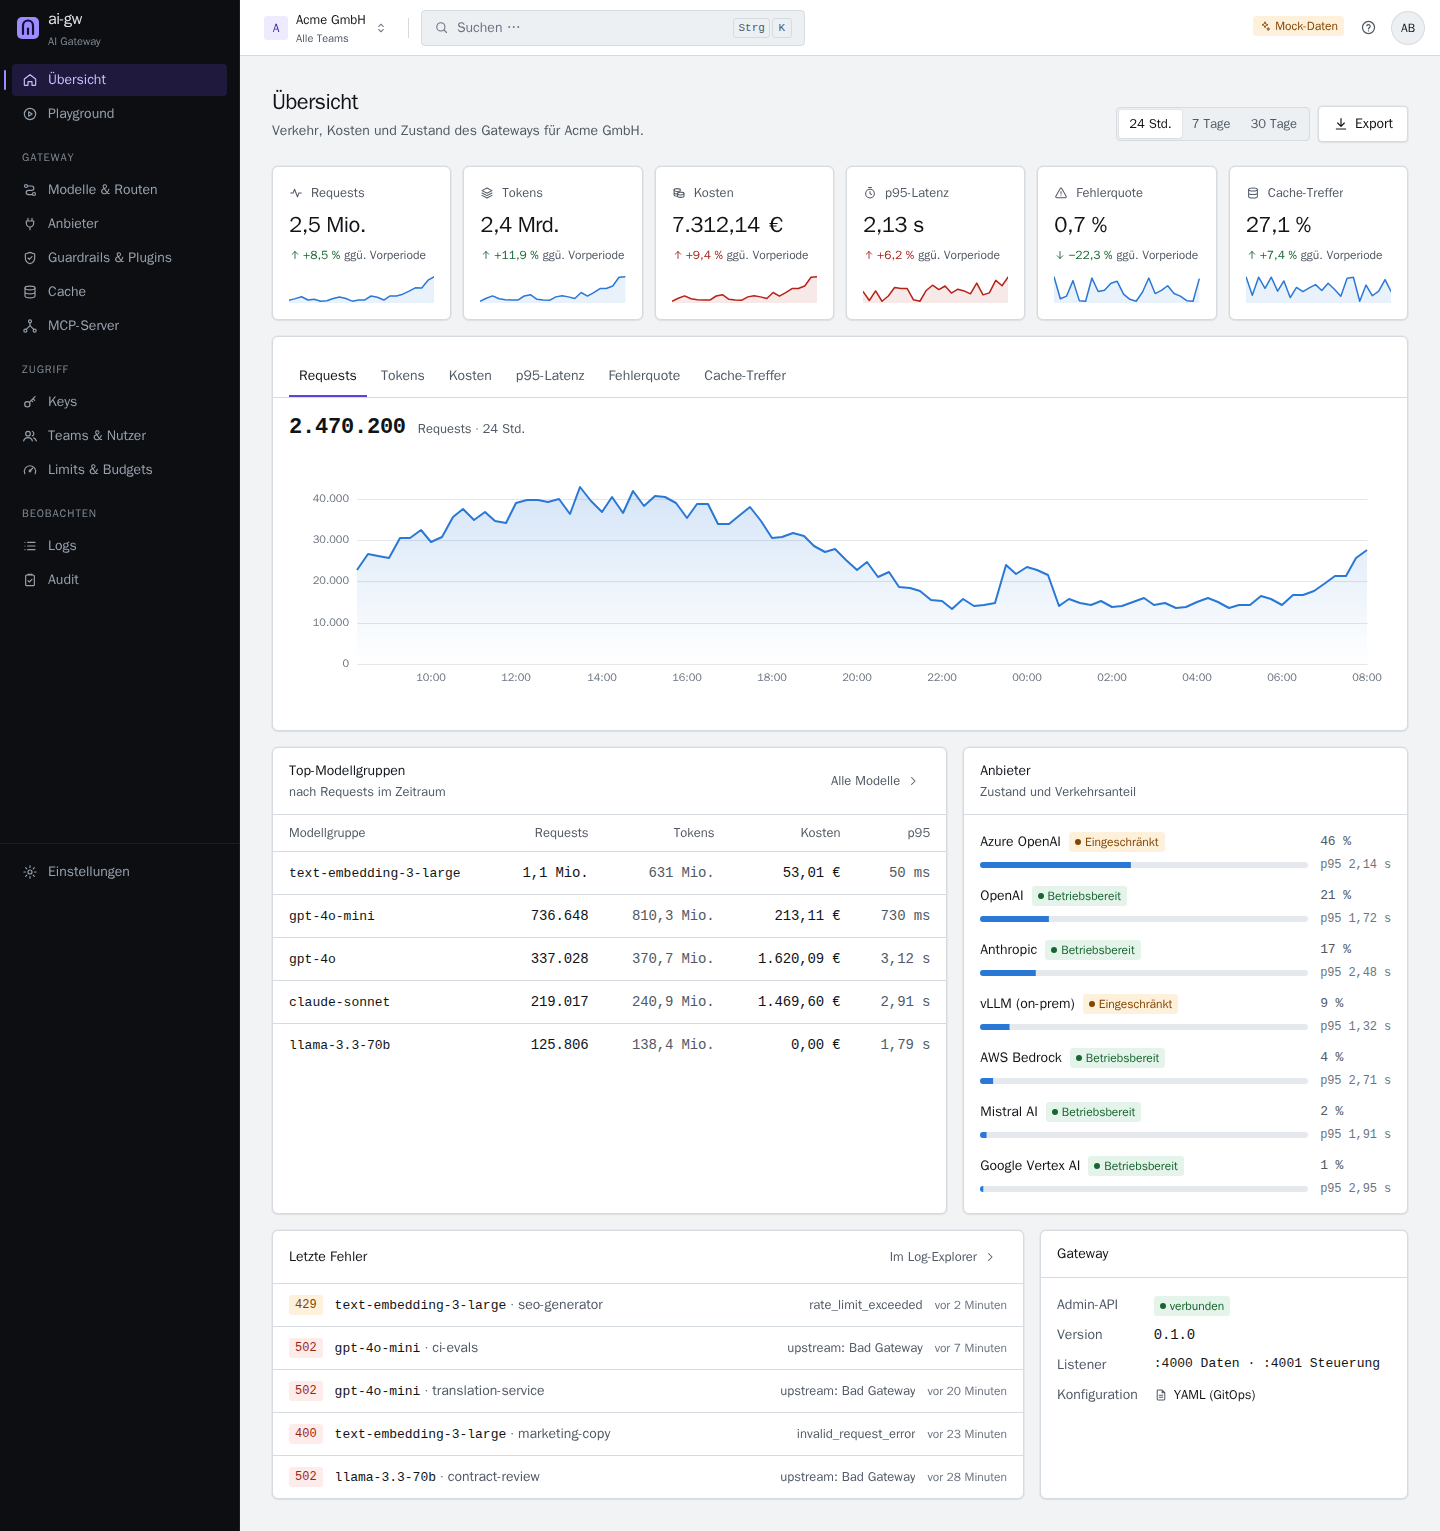 ai-gw
AI Gateway
Übersicht
Playground
GATEWAY
Modelle & Routen
Anbieter
Guardrails & Plugins
Cache
MCP-Server
ZUGRIFF
Keys
Teams & Nutzer
Limits & Budgets
BEOBACHTEN
Logs
Audit
Einstellungen
A
Acme GmbH
Alle Teams
Suchen ···
Strg K
Mock-Daten
AB
Übersicht
Verkehr, Kosten und Zustand des Gateways für Acme GmbH.
24 Std. 7 Tage 30 Tage
Export
Requests
2,5 Mio.
↑ +8,5 % ggü. Vorperiode
Tokens
2,4 Mrd.
↑ +11,9 % ggü. Vorperiode
Kosten
7.312,14 €
↑ +9,4 % ggü. Vorperiode
p95-Latenz
2,13 s
↑ +6,2 % ggü. Vorperiode
Fehlerquote
0,7 %
↓ −22,3 % ggü. Vorperiode
Cache-Treffer
27,1 %
↑ +7,4 % ggü. Vorperiode
Requests Tokens Kosten p95-Latenz Fehlerquote Cache-Treffer
2.470.200 Requests · 24 Std.
40.000
30.000
20.000
10.000
0
10:00 12:00 14:00 16:00 18:00 20:00 22:00 00:00 02:00 04:00 06:00 08:00
Top-Modellgruppen
nach Requests im Zeitraum
Alle Modelle
Modellgruppe Requests Tokens Kosten p95
text-embedding-3-large 1,1 Mio. 631 Mio. 53,01 € 50 ms
gpt-4o-mini 736.648 810,3 Mio. 213,11 € 730 ms
gpt-4o 337.028 370,7 Mio. 1.620,09 € 3,12 s
claude-sonnet 219.017 240,9 Mio. 1.469,60 € 2,91 s
llama-3.3-70b 125.806 138,4 Mio. 0,00 € 1,79 s
Anbieter
Zustand und Verkehrsanteil
Azure OpenAI Eingeschränkt 46 %
p95 2,14 s
OpenAI Betriebsbereit 21 %
p95 1,72 s
Anthropic Betriebsbereit 17 %
p95 2,48 s
vLLM (on-prem) Eingeschränkt 9 %
p95 1,32 s
AWS Bedrock Betriebsbereit 4 %
p95 2,71 s
Mistral AI Betriebsbereit 2 %
p95 1,91 s
Google Vertex AI Betriebsbereit 1 %
p95 2,95 s
Letzte Fehler
Im Log-Explorer
429 text-embedding-3-large · seo-generator rate_limit_exceeded vor 2 Minuten
502 gpt-4o-mini · ci-evals upstream: Bad Gateway vor 7 Minuten
502 gpt-4o-mini · translation-service upstream: Bad Gateway vor 20 Minuten
400 text-embedding-3-large · marketing-copy invalid_request_error vor 23 Minuten
502 llama-3.3-70b · contract-review upstream: Bad Gateway vor 28 Minuten
Gateway
Admin-API verbunden
Version 0.1.0
Listener :4000 Daten · :4001 Steuerung
Konfiguration YAML (GitOps)